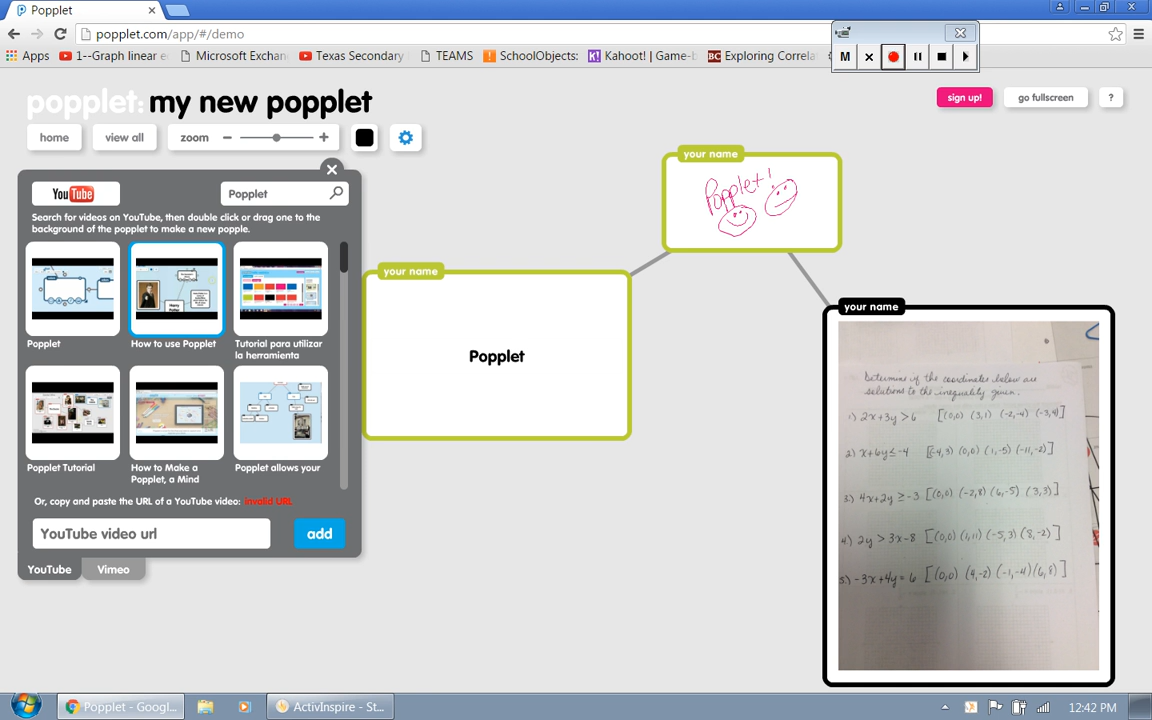 Popplet
popplet.com/app/#/demo
Apps
1--Graph linear e
Microsoft Exchan
Texas Secondary
TEAMS
SchoolObjects:
Kahoot! | Game-b
Exploring Correla
M
popplet: my new popplet
sign up!
go fullscreen
?
home
view all
zoom
YouTube
Popplet
Search for videos on YouTube, then double click or drag one to the
background of the popplet to make a new popple.
Popplet
How to use Popplet
Tutorial para utilizar
la herramienta
Popplet Tutorial
How to Make a
Popplet, a Mind
Popplet allows your
Or, copy and paste the URL of a YouTube video: invalid URL
YouTube video url
add
YouTube
Vimeo
your name
Popplet!
your name
Popplet
your name
Determine if the coordinates below are
solutions to the inequality given.
1) 2x+3y > 6 [(0,0) (3,1) (-2,-4) (-3,4)]
2) x+6y ≤ -4 [(-4,3) (0,0) (1,-5) (-11,-2)]
3) 4x+2y ≥ -3 [(0,0) (-2,8) (6,-5) (3,3)]
4) 2y > 3x-8 [(0,0) (1,11) (-5,3) (8,-2)]
5) -3x+4y = 6 [(0,0) (4,-2) (-1,-4) (6,8)]
Popplet - Googl...
ActivInspire - St...
12:42 PM